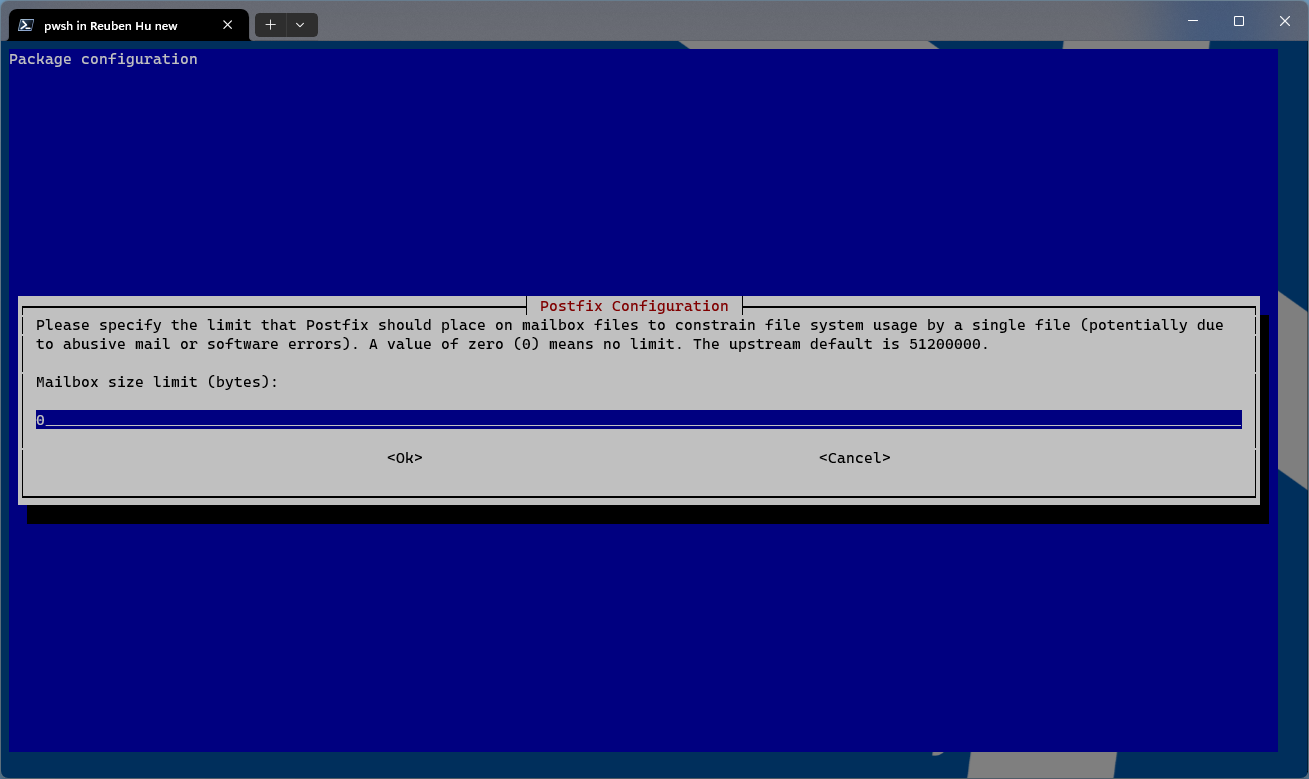 pwsh in Reuben Hu new
Package configuration
Postfix Configuration
Please specify the limit that Postfix should place on mailbox files to constrain file system usage by a single file (potentially due
to abusive mail or software errors). A value of zero (0) means no limit. The upstream default is 51200000.
Mailbox size limit (bytes):
0
<Ok> <Cancel>